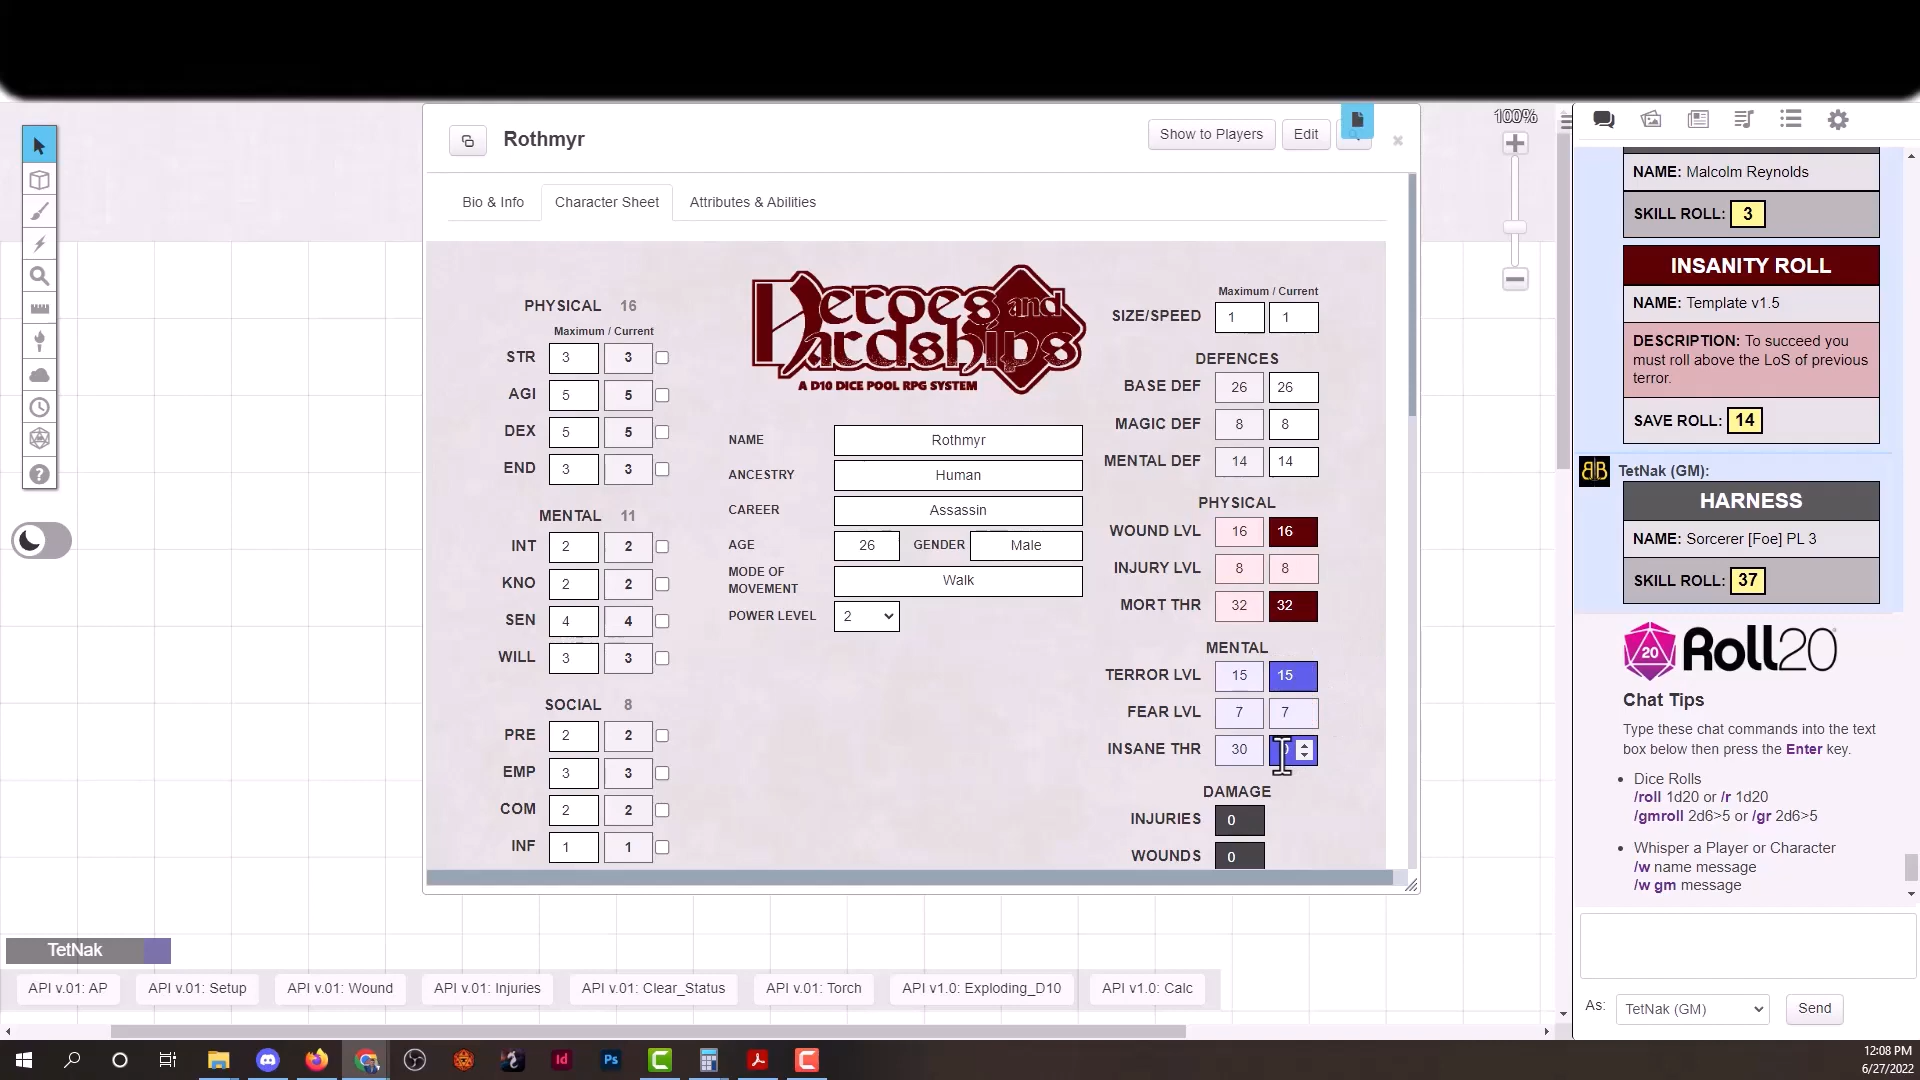 Rothmyr
Show to Players
Edit
100%
Bio & Info
Character Sheet
Attributes & Abilities
PHYSICAL 16
Maximum / Current
STR 3 3
AGI 5 5
DEX 5 5
END 3 3
MENTAL 11
INT 2 2
KNO 2 2
SEN 4 4
WILL 3 3
SOCIAL 8
PRE 2 2
EMP 3 3
COM 2 2
INF 1 1
Heroes and
Hardships
A D10 DICE POOL RPG SYSTEM
NAME Rothmyr
ANCESTRY Human
CAREER Assassin
AGE 26 GENDER Male
MODE OF
MOVEMENT Walk
POWER LEVEL 2
Maximum / Current
SIZE/SPEED 1 1
DEFENCES
BASE DEF 26 26
MAGIC DEF 8 8
MENTAL DEF 14 14
PHYSICAL
WOUND LVL 16 16
INJURY LVL 8 8
MORT THR 32 32
MENTAL
TERROR LVL 15 15
FEAR LVL 7 7
INSANE THR 30
DAMAGE
INJURIES 0
WOUNDS 0
NAME: Malcolm Reynolds
SKILL ROLL: 3
INSANITY ROLL
NAME: Template v1.5
DESCRIPTION: To succeed you
must roll above the LoS of previous
terror.
SAVE ROLL: 14
TetNak (GM):
HARNESS
NAME: Sorcerer [Foe] PL 3
SKILL ROLL: 37
20 Roll20
Chat Tips
Type these chat commands into the text
box below then press the Enter key.
• Dice Rolls
/roll 1d20 or /r 1d20
/gmroll 2d6>5 or /gr 2d6>5
• Whisper a Player or Character
/w name message
/w gm message
As: TetNak (GM) Send
TetNak
API v.01: AP
API v.01: Setup
API v.01: Wound
API v.01: Injuries
API v.01: Clear_Status
API v.01: Torch
API v1.0: Exploding_D10
API v1.0: Calc
Id
Ps
12:08 PM
6/27/2022